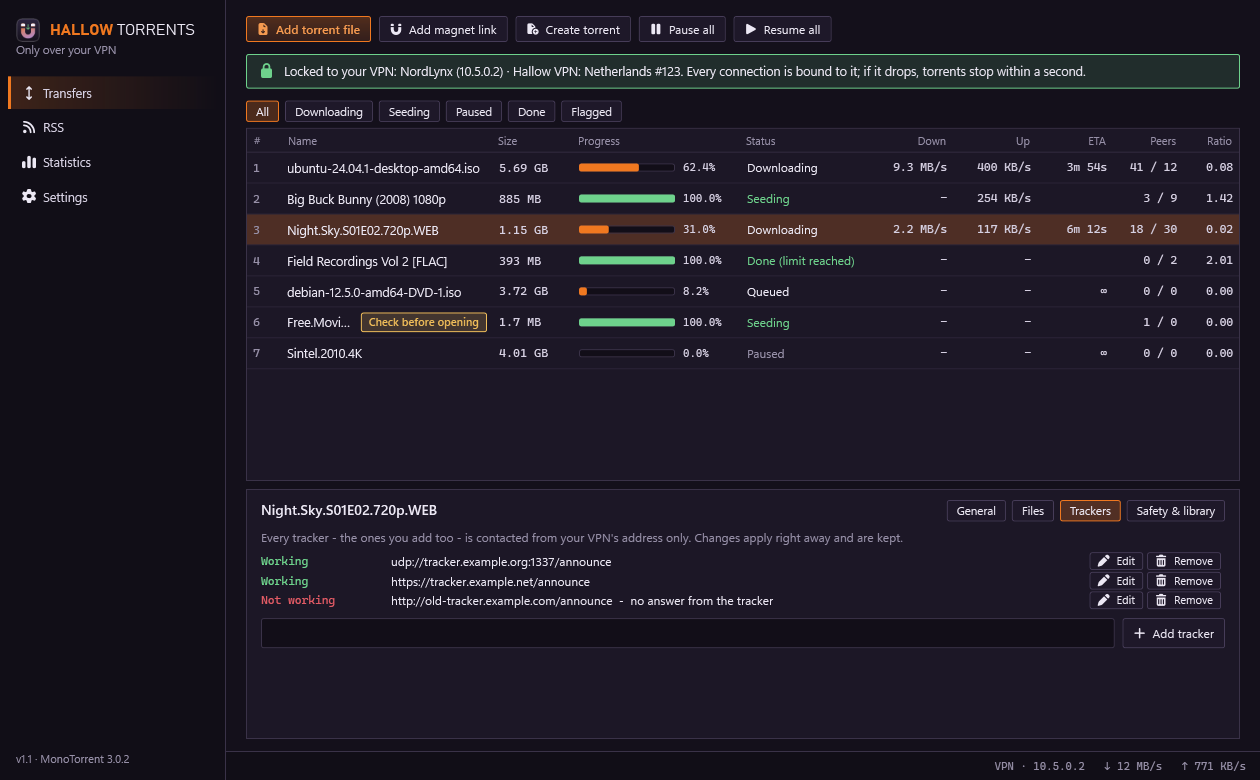 HALLOW TORRENTS
Only over your VPN
Transfers
RSS
Statistics
Settings
v1.1 · MonoTorrent 3.0.2
Add torrent file
Add magnet link
Create torrent
Pause all
Resume all
Locked to your VPN: NordLynx (10.5.0.2) · Hallow VPN: Netherlands #123. Every connection is bound to it; if it drops, torrents stop within a second.
All Downloading Seeding Paused Done Flagged
# Name Size Progress Status Down Up ETA Peers Ratio
1 ubuntu-24.04.1-desktop-amd64.iso 5.69 GB 62.4% Downloading 9.3 MB/s 400 KB/s 3m 54s 41 / 12 0.08
2 Big Buck Bunny (2008) 1080p 885 MB 100.0% Seeding – 254 KB/s 3 / 9 1.42
3 Night.Sky.S01E02.720p.WEB 1.15 GB 31.0% Downloading 2.2 MB/s 117 KB/s 6m 12s 18 / 30 0.02
4 Field Recordings Vol 2 [FLAC] 393 MB 100.0% Done (limit reached) – – 0 / 2 2.01
5 debian-12.5.0-amd64-DVD-1.iso 3.72 GB 8.2% Queued – – ∞ 0 / 0 0.00
6 Free.Movi... Check before opening 1.7 MB 100.0% Seeding – – 1 / 0 0.00
7 Sintel.2010.4K 4.01 GB 0.0% Paused – – ∞ 0 / 0 0.00
Night.Sky.S01E02.720p.WEB
General Files Trackers Safety & library
Every tracker - the ones you add too - is contacted from your VPN's address only. Changes apply right away and are kept.
Working udp://tracker.example.org:1337/announce Edit Remove
Working https://tracker.example.net/announce Edit Remove
Not working http://old-tracker.example.com/announce - no answer from the tracker Edit Remove
+ Add tracker
VPN · 10.5.0.2 ↓ 12 MB/s ↑ 771 KB/s